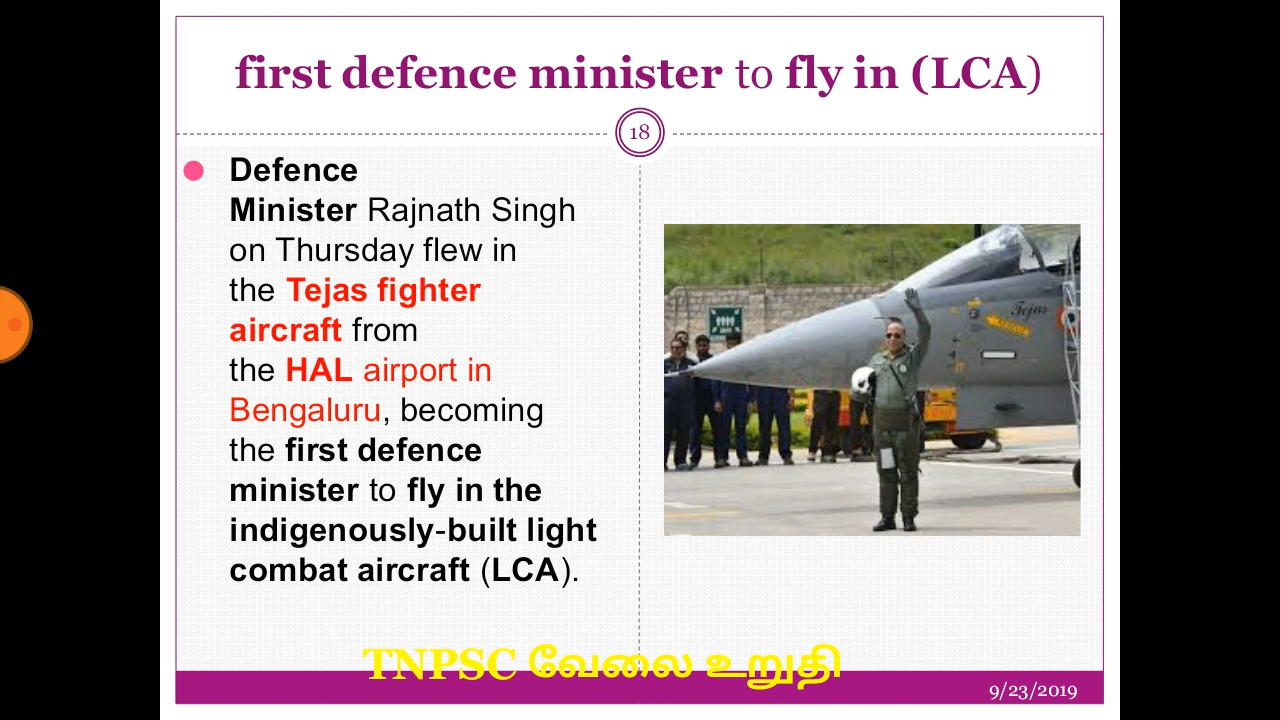 first defence minister to fly in (LCA)
18
Defence
Minister Rajnath Singh
on Thursday flew in
the Tejas fighter
aircraft from
the HAL airport in
Bengaluru, becoming
the first defence
minister to fly in the
indigenously-built light
combat aircraft (LCA).
Tejas
TNPSC வேலை உறுதி
9/23/2019